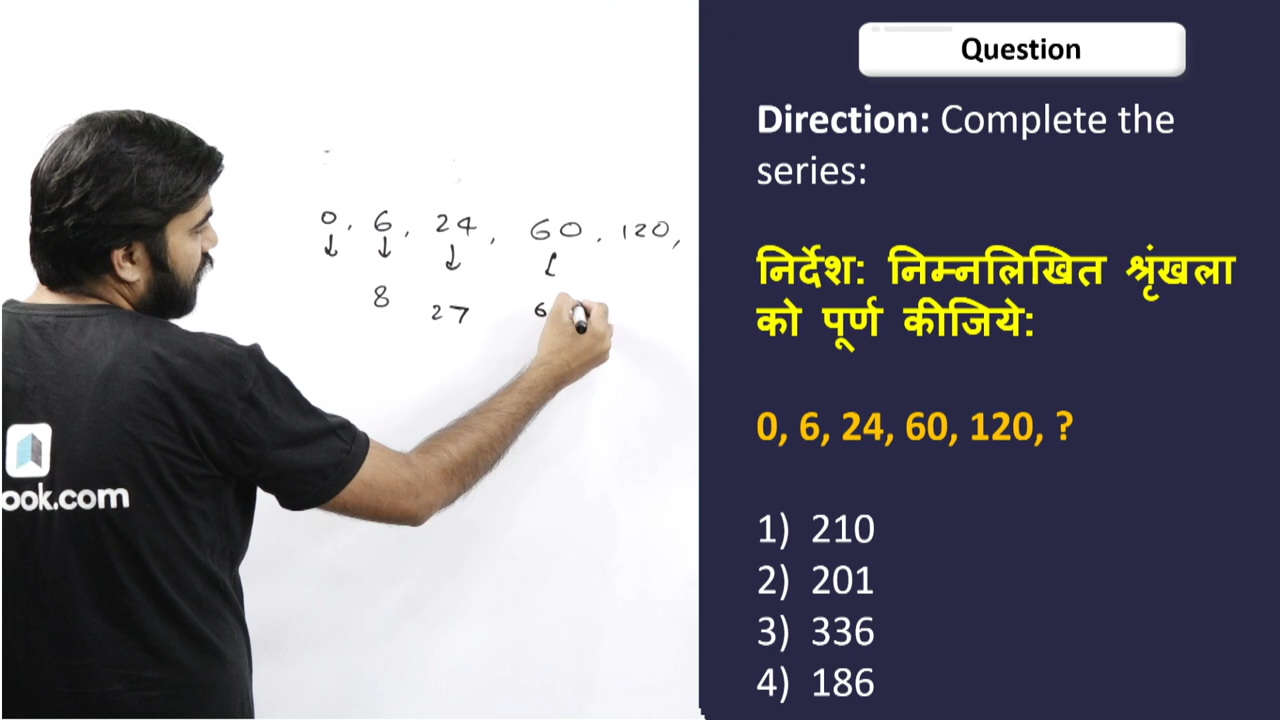 Question
Direction: Complete the
series:
निर्देश: निम्नलिखित श्रृंखला
को पूर्ण कीजिये:
0, 6, 24, 60, 120, ?
1) 210
2) 201
3) 336
4) 186
0, 6, 24, 60, 120,
8 27 6
ook.com